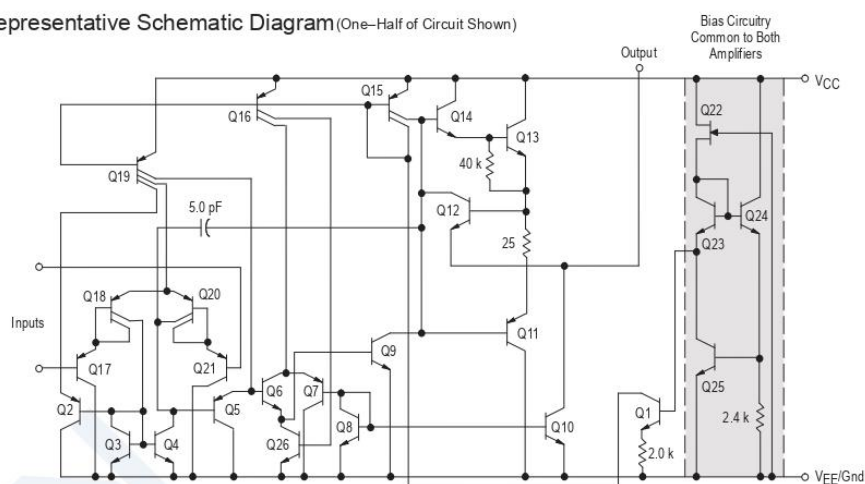 epresentative Schematic Diagram (One–Half of Circuit Shown)
Bias Circuitry
Common to Both
Amplifiers
Output
VCC
Q15
Q22
Q16
Q14
Q13
40 k
Q19
5.0 pF
Q12
Q24
25
Q23
Q18
Q20
Inputs
Q11
Q9
Q17
Q21
Q25
Q6
Q7
Q2
Q5
Q1
2.4 k
Q8
Q10
Q3
Q4
Q26
2.0 k
VEE/Gnd